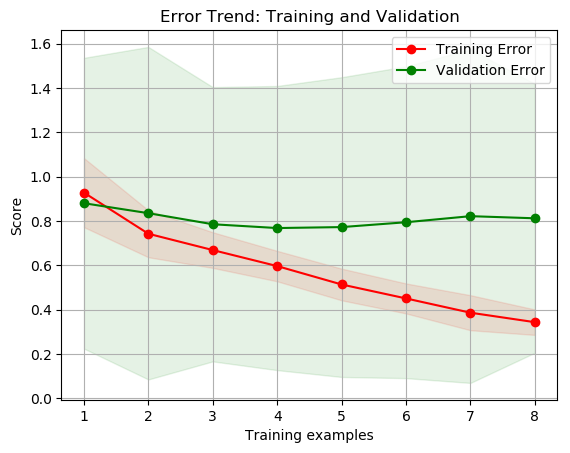 Error Trend: Training and Validation
Training Error
Validation Error
Score
1.6
1.4
1.2
1.0
0.8
0.6
0.4
0.2
0.0
1 2 3 4 5 6 7 8
Training examples